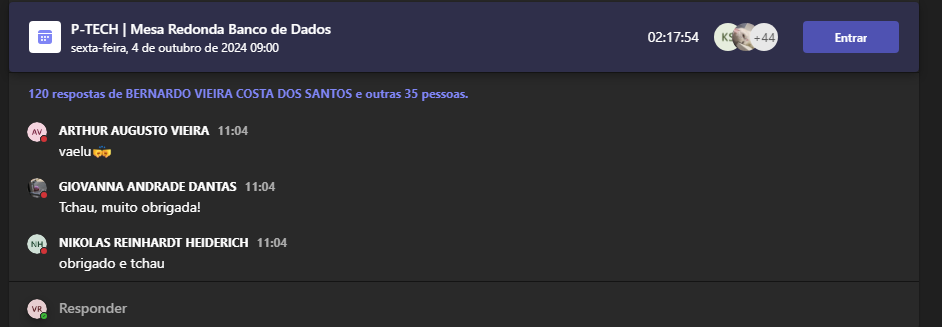 P-TECH | Mesa Redonda Banco de Dados
sexta-feira, 4 de outubro de 2024 09:00
02:17:54
KS
+44
Entrar
120 respostas de BERNARDO VIEIRA COSTA DOS SANTOS e outras 35 pessoas.
AV
ARTHUR AUGUSTO VIEIRA 11:04
vaelu🤝
GIOVANNA ANDRADE DANTAS 11:04
Tchau, muito obrigada!
NH
NIKOLAS REINHARDT HEIDERICH 11:04
obrigado e tchau
VR
Responder